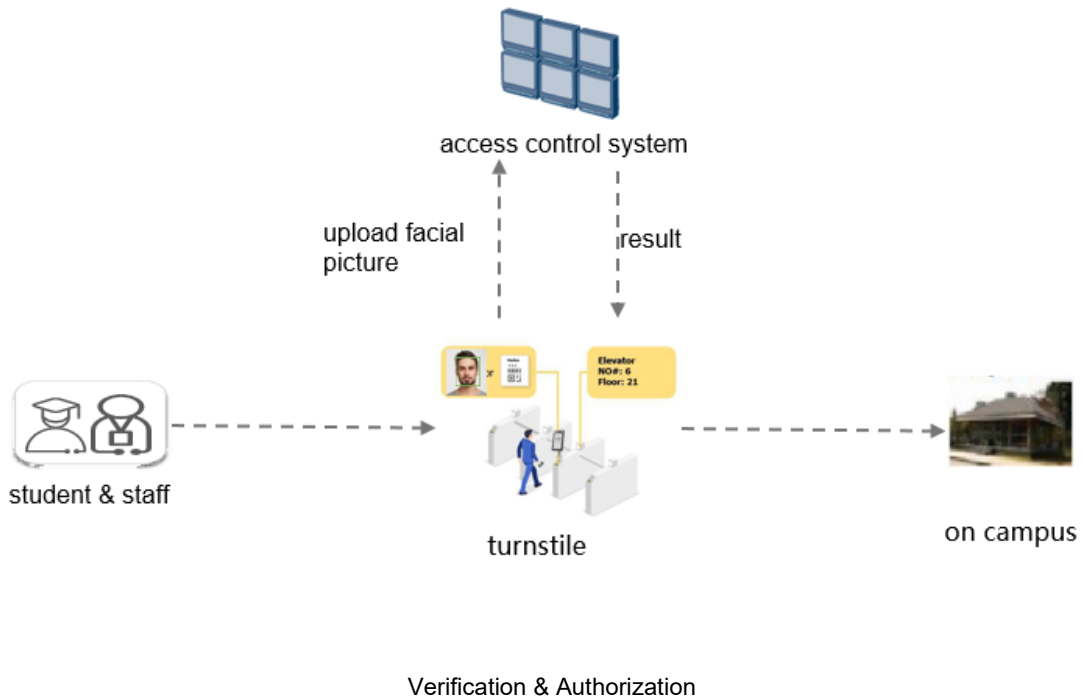 access control system
upload facial
picture
result
or
Elevator
NO#: 6
Floor: 21
student & staff
turnstile
on campus
Verification & Authorization